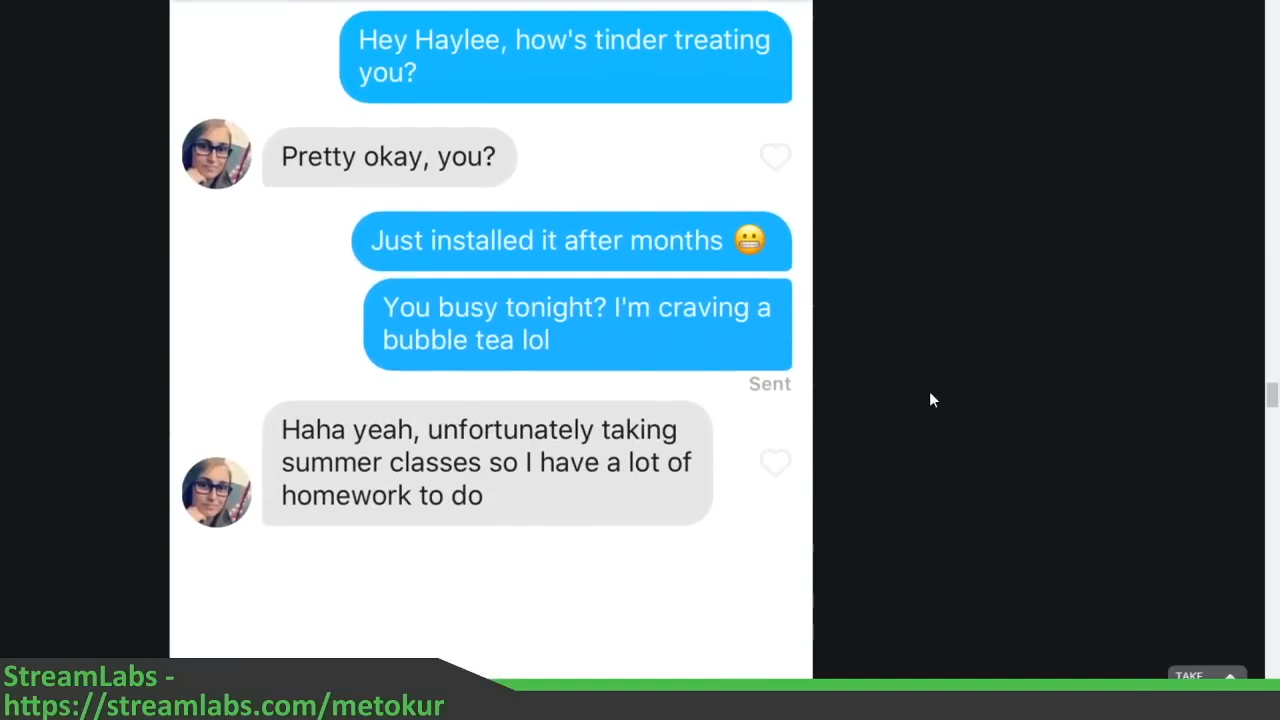 Hey Haylee, how's tinder treating
you?
Pretty okay, you?
Just installed it after months 😬
You busy tonight? I'm craving a
bubble tea lol
Sent
Haha yeah, unfortunately taking
summer classes so I have a lot of
homework to do
TAKE
StreamLabs -
https://streamlabs.com/metokur